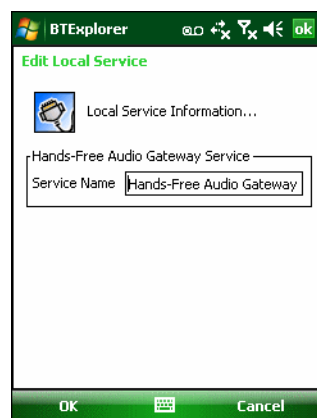 BTExplorer ok
Edit Local Service
Local Service Information...
Hands-Free Audio Gateway Service
Service Name Hands-Free Audio Gateway
OK Cancel